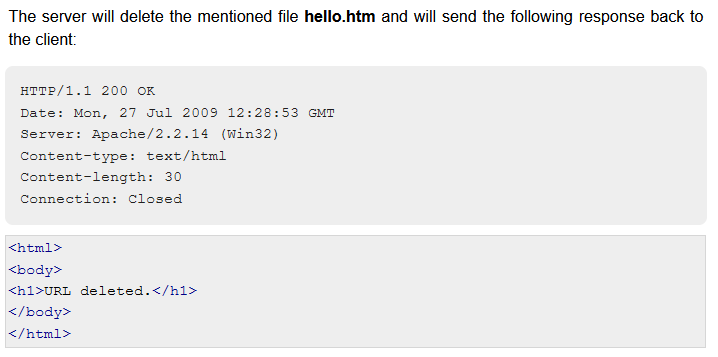 The server will delete the mentioned file hello.htm and will send the following response back to
the client:
HTTP/1.1 200 OK
Date: Mon, 27 Jul 2009 12:28:53 GMT
Server: Apache/2.2.14 (Win32)
Content-type: text/html
Content-length: 30
Connection: Closed
<html>
<body>
<h1>URL deleted.</h1>
</body>
</html>